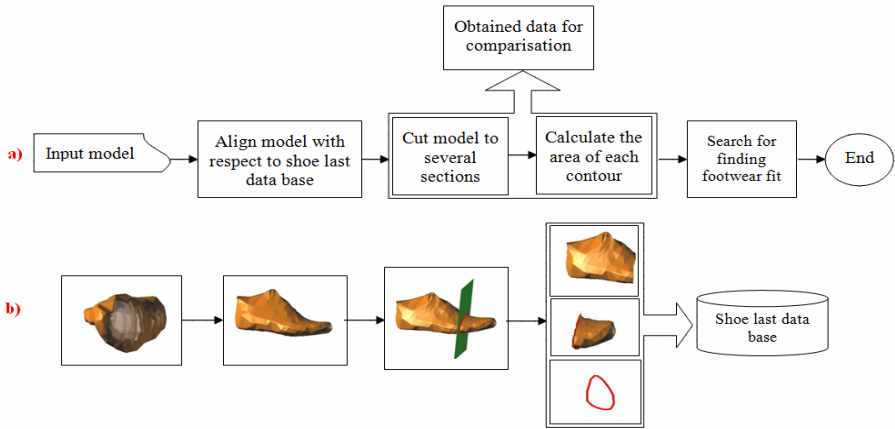 Obtained data for
comparisation
a)
Input model
Align model with
respect to shoe last
data base
Cut model to
several
sections
Calculate the
area of each
contour
Search for
finding
footwear fit
End
b)
Shoe last data
base